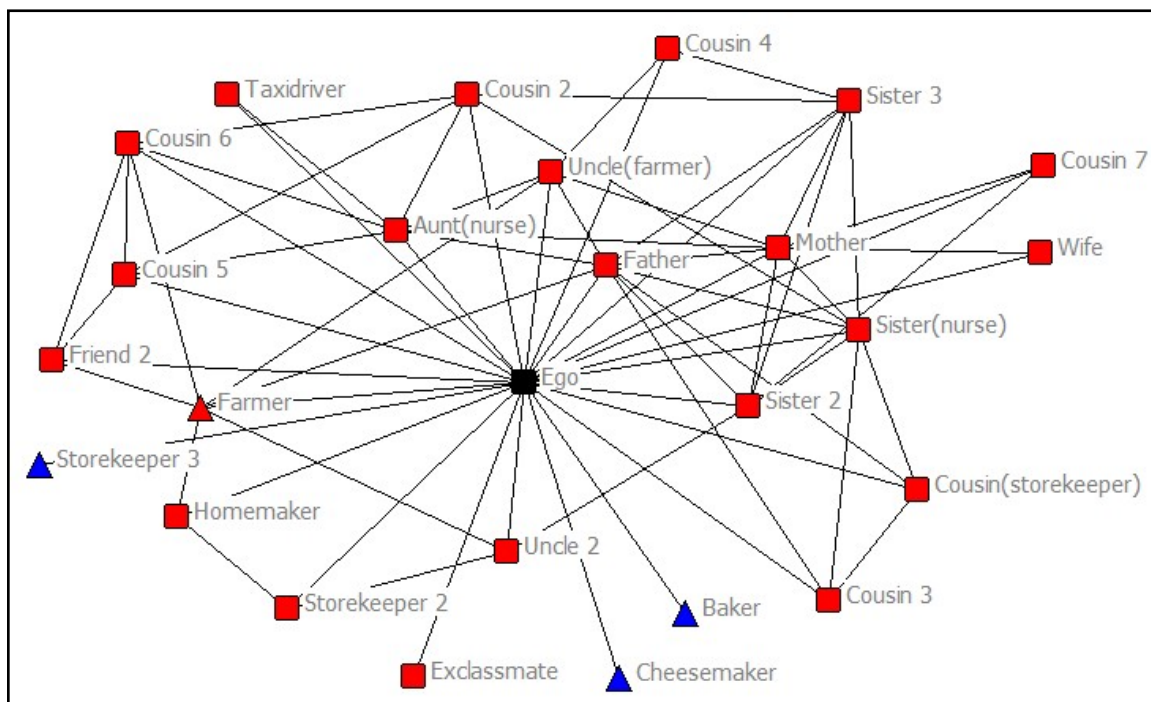 Cousin 4
Taxidriver
Cousin 2
Sister 3
Cousin 6
Uncle(farmer)
Cousin 7
Aunt(nurse)
Mother
Wife
Father
Cousin 5
Sister(nurse)
Friend 2
Ego
Farmer
Sister 2
Storekeeper 3
Cousin(storekeeper)
Homemaker
Uncle 2
Storekeeper 2
Cousin 3
Baker
Exclassmate
Cheesemaker